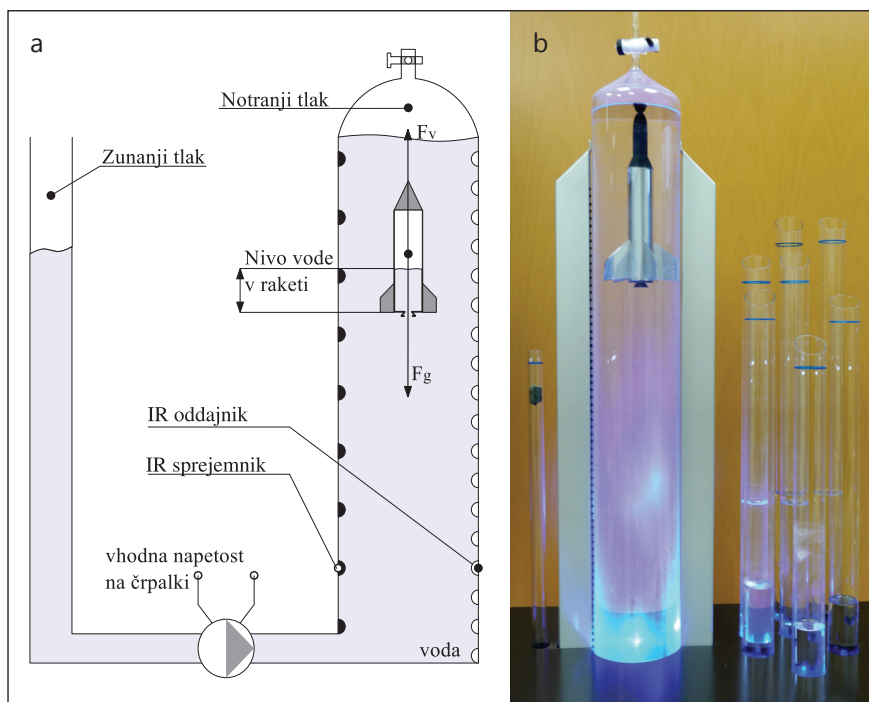 a
Notranji tlak
Fv
Zunanji tlak
Nivo vode
v raketi
Fg
IR oddajnik
IR sprejemnik
vhodna napetost
na črpalki
voda
b